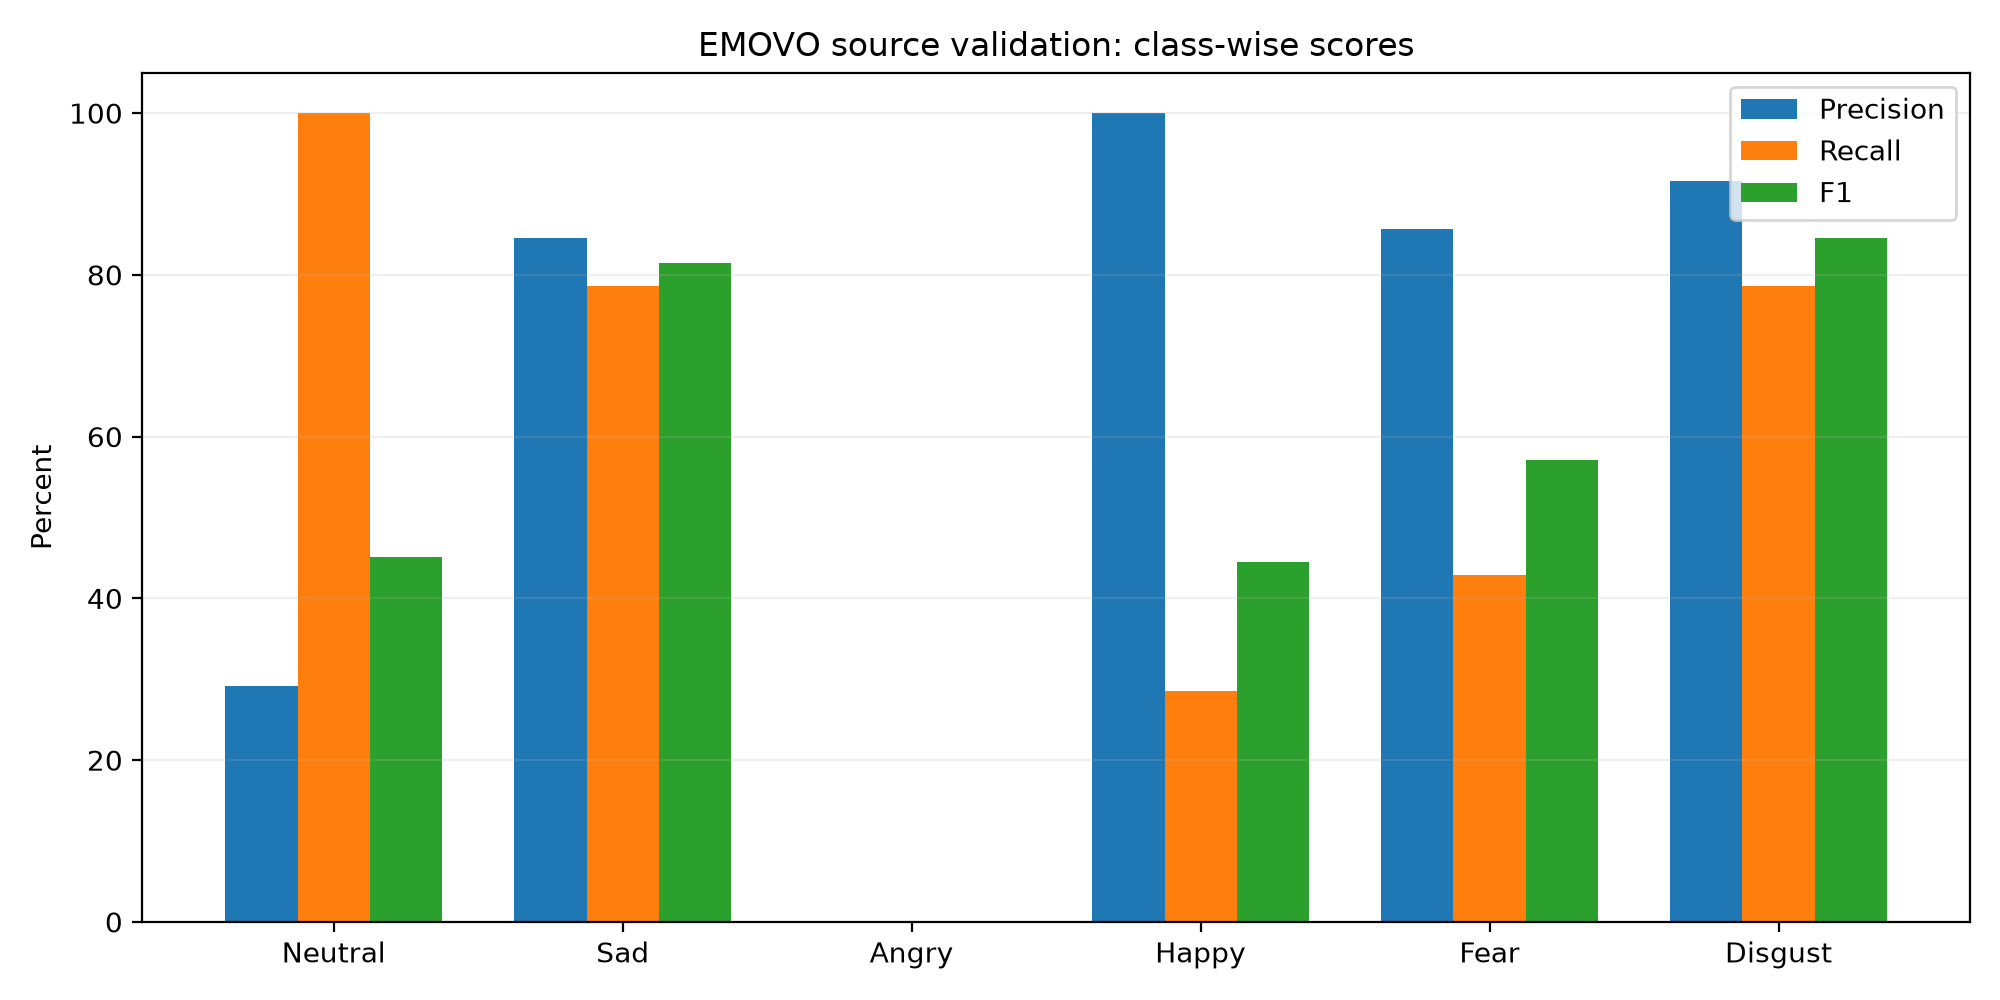 EMOVO source validation: class-wise scores
Precision
Recall
F1
Percent
100
80
60
40
20
0
Neutral
Sad
Angry
Happy
Fear
Disgust